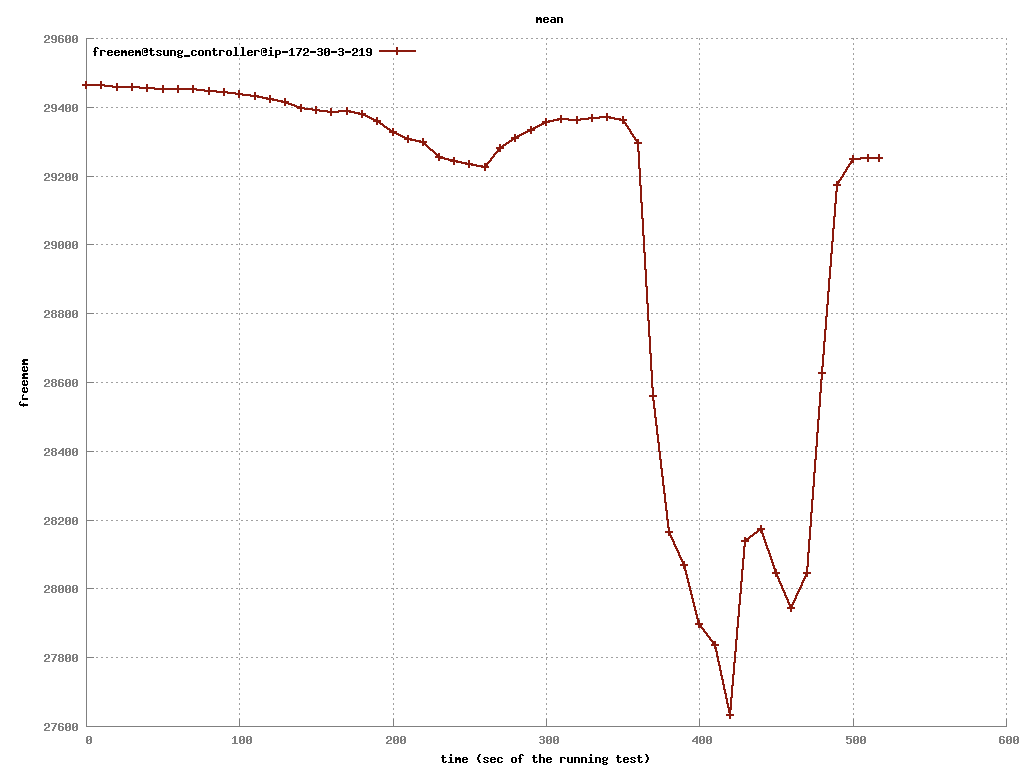 mean
freemem@tsung_controller@ip-172-30-3-219
29600
29400
29200
29000
28800
28600
28400
28200
28000
27800
27600
freemem
0 100 200 300 400 500 600
time (sec of the running test)